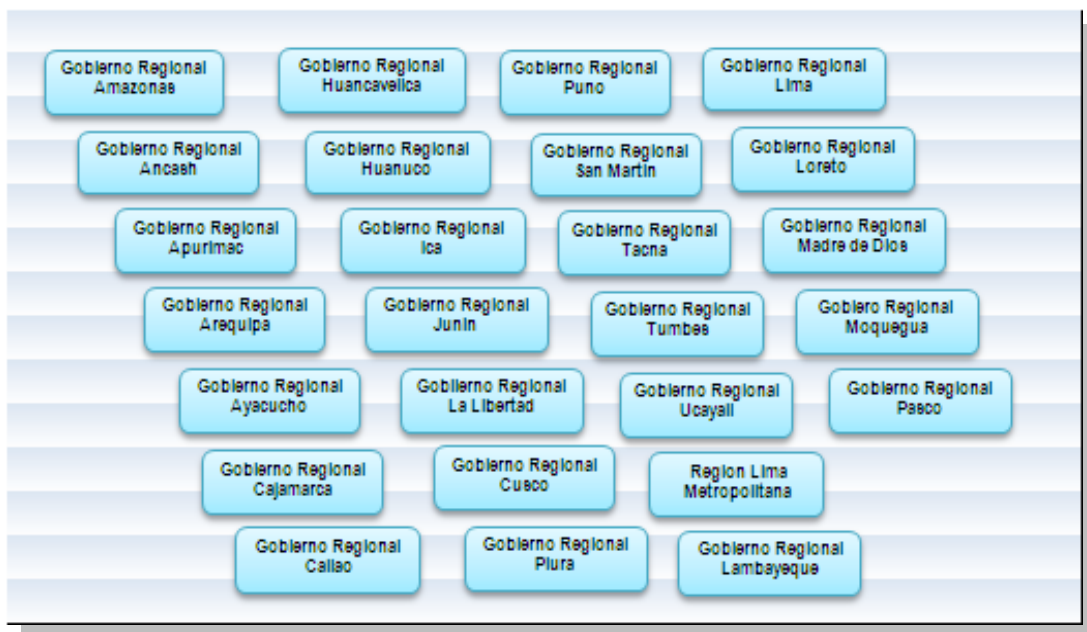 Gobierno Regional
Amazonas
Gobierno Regional
Huancavelica
Gobierno Regional
Puno
Gobierno Regional
Lima
Gobierno Regional
Ancash
Gobierno Regional
Huanuco
Gobierno Regional
San Martin
Gobierno Regional
Loreto
Gobierno Regional
Apurimac
Gobierno Regional
Ica
Gobierno Regional
Tacna
Gobierno Regional
Madre de Dios
Gobierno Regional
Arequipa
Gobierno Regional
Junin
Gobierno Regional
Tumbes
Gobiero Regional
Moquegua
Gobierno Regional
Ayacucho
Goblierno Regional
La Libertad
Gobierno Regional
Ucayali
Gobierno Regional
Pasco
Gobierno Regional
Cajamarca
Gobierno Regional
Cusco
Region Lima
Metropolitana
Gobierno Regional
Callao
Gobierno Regional
Piura
Gobierno Regional
Lambayeque